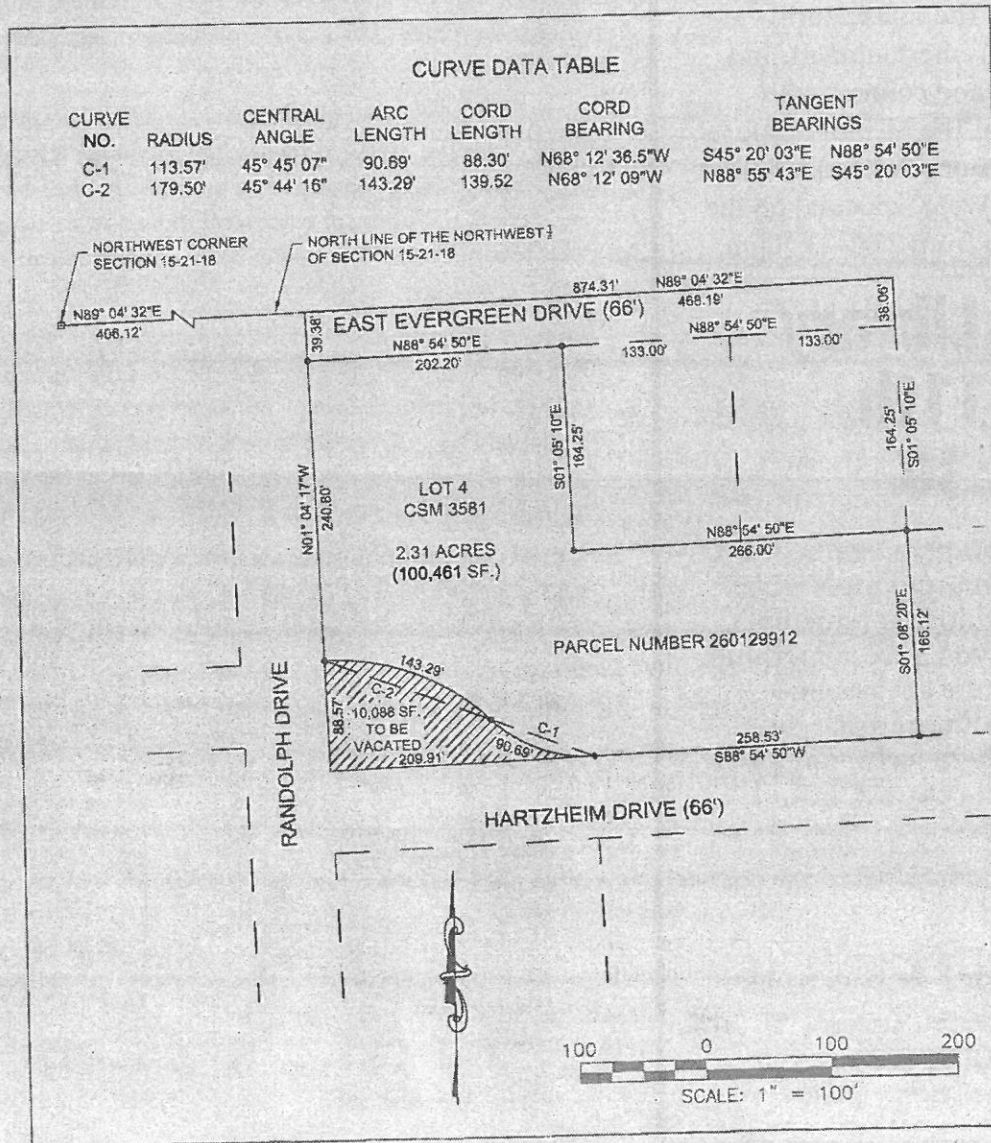 CURVE DATA TABLE
CURVE NO. RADIUS CENTRAL ANGLE ARC LENGTH CORD LENGTH CORD BEARING TANGENT BEARINGS
C-1 113.57' 45° 45' 07" 90.69' 88.30' N68° 12' 36.5"W S45° 20' 03"E N88° 54' 50"E
C-2 179.50' 45° 44' 16" 143.29' 139.52 N68° 12' 09"W N88° 55' 43"E S45° 20' 03"E
NORTHWEST CORNER
SECTION 15-21-18
NORTH LINE OF THE NORTHWEST ¼
OF SECTION 15-21-18
N89° 04' 32"E
406.12'
874.31'
N89° 04' 32"E
468.19'
39.38'
EAST EVERGREEN DRIVE (66')
38.06'
N88° 54' 50"E
202.20'
N88° 54' 50"E
133.00'
133.00'
S01° 05' 10"E
164.25'
164.25'
S01° 05' 10"E
N01° 04' 17"W
240.80'
LOT 4
CSM 3581
2.31 ACRES
(100,461 SF.)
N88° 54' 50"E
266.00'
PARCEL NUMBER 260129912
S01° 08' 20"E
165.12'
RANDOLPH DRIVE
143.29'
C-2
88.57'
10,088 SF.
TO BE
VACATED
209.91'
C-1
90.69'
258.53'
S88° 54' 50"W
HARTZHEIM DRIVE (66')
100 0 100 200
SCALE: 1" = 100'